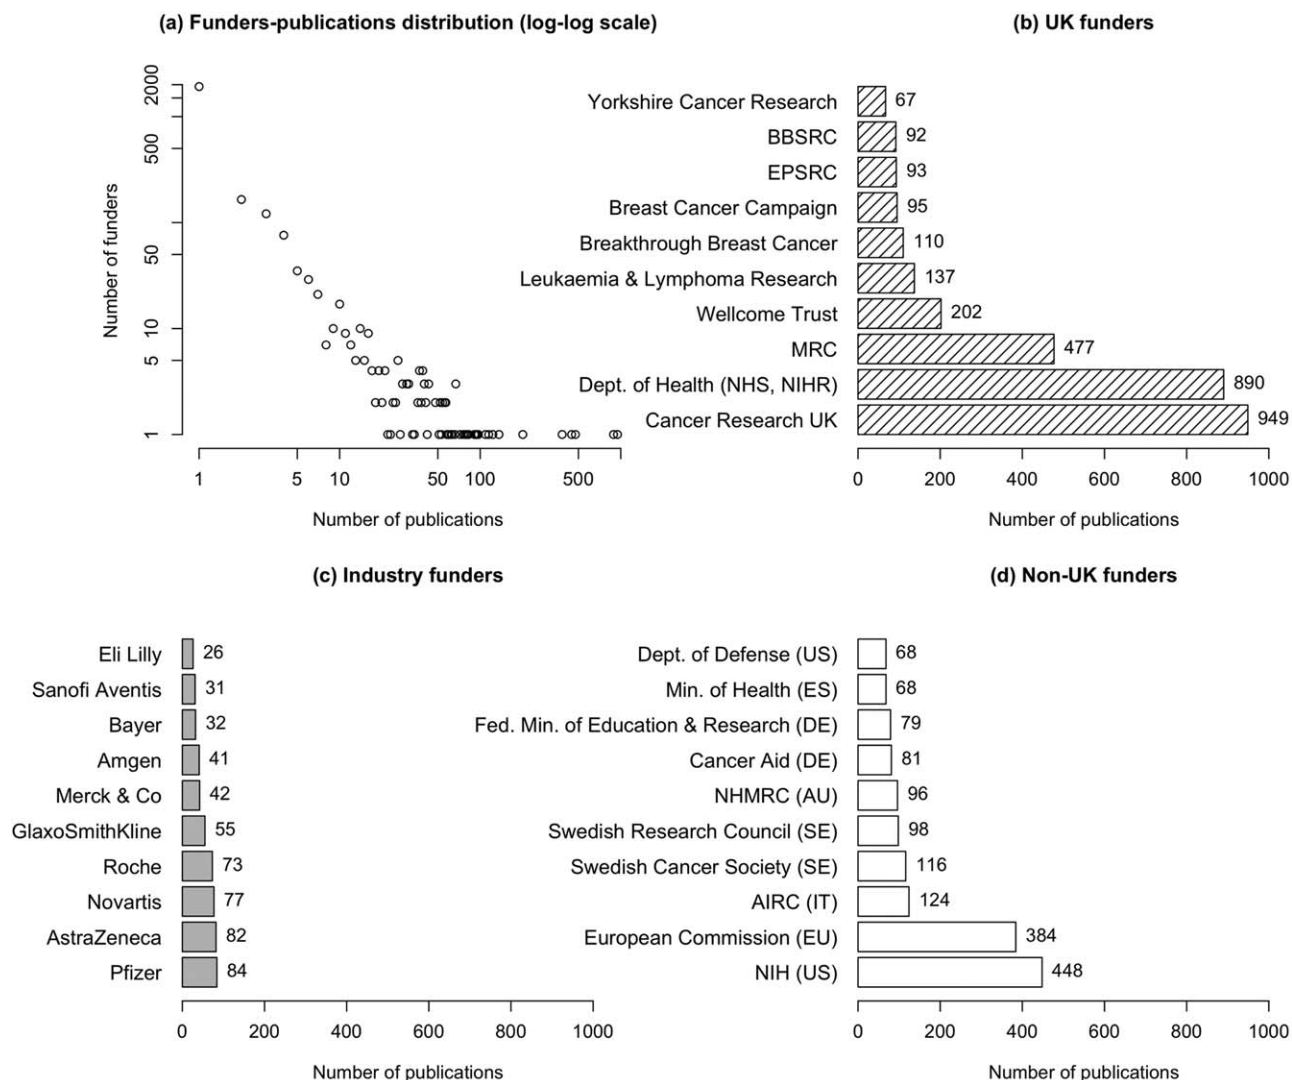 (a) Funders-publications distribution (log-log scale)
2000
500
50
10
5
1
Number of funders
1 5 10 50 100 500
Number of publications
(b) UK funders
Yorkshire Cancer Research 67
BBSRC 92
EPSRC 93
Breast Cancer Campaign 95
Breakthrough Breast Cancer 110
Leukaemia & Lymphoma Research 137
Wellcome Trust 202
MRC 477
Dept. of Health (NHS, NIHR) 890
Cancer Research UK 949
0 200 400 600 800 1000
Number of publications
(c) Industry funders
Eli Lilly 26
Sanofi Aventis 31
Bayer 32
Amgen 41
Merck & Co 42
GlaxoSmithKline 55
Roche 73
Novartis 77
AstraZeneca 82
Pfizer 84
0 200 400 600 800 1000
Number of publications
(d) Non-UK funders
Dept. of Defense (US) 68
Min. of Health (ES) 68
Fed. Min. of Education & Research (DE) 79
Cancer Aid (DE) 81
NHMRC (AU) 96
Swedish Research Council (SE) 98
Swedish Cancer Society (SE) 116
AIRC (IT) 124
European Commission (EU) 384
NIH (US) 448
0 200 400 600 800 1000
Number of publications